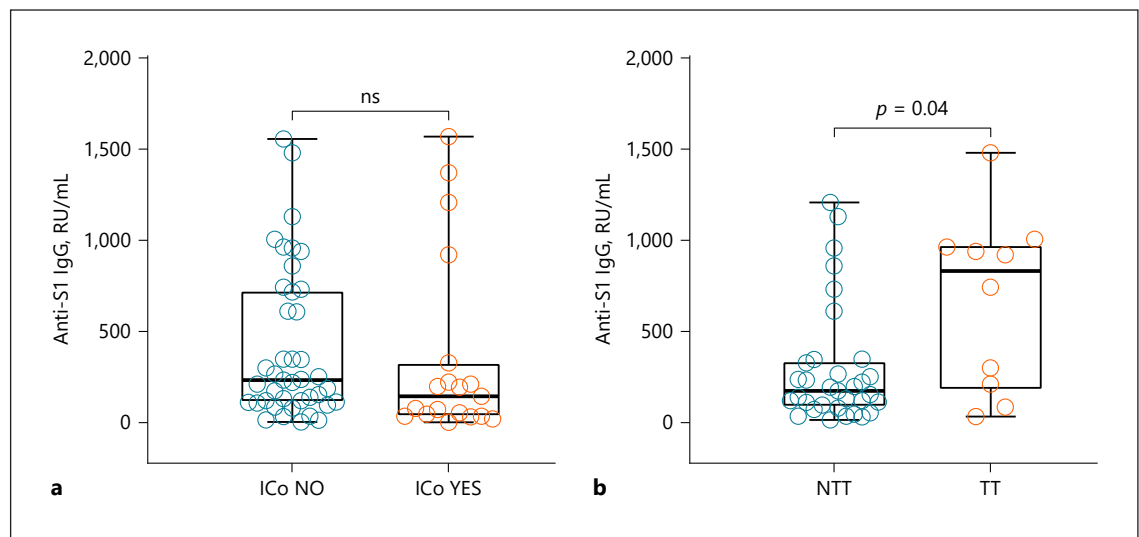 2,000
1,500
1,000
500
0
Anti-S1 IgG, RU/mL
ns
ICo NO
ICo YES
a
2,000
1,500
1,000
500
0
Anti-S1 IgG, RU/mL
p = 0.04
NTT
TT
b